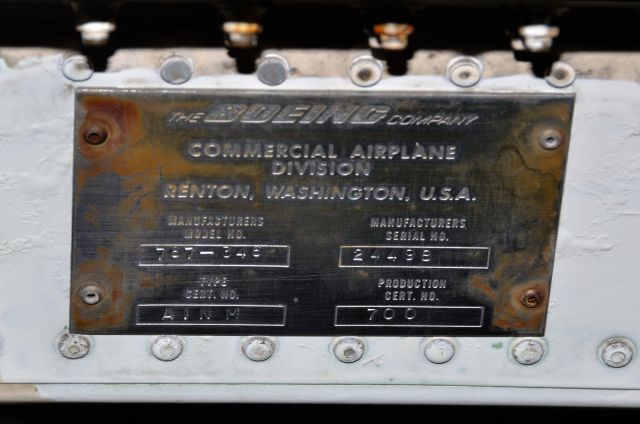 THE BOEING COMPANY
COMMERCIAL AIRPLANE
DIVISION
RENTON, WASHINGTON, U.S.A.
MANUFACTURERS
MODEL NO.
767-346
MANUFACTURERS
SERIAL NO.
24498
TYPE
CERT. NO.
A1NM
PRODUCTION
CERT. NO.
700